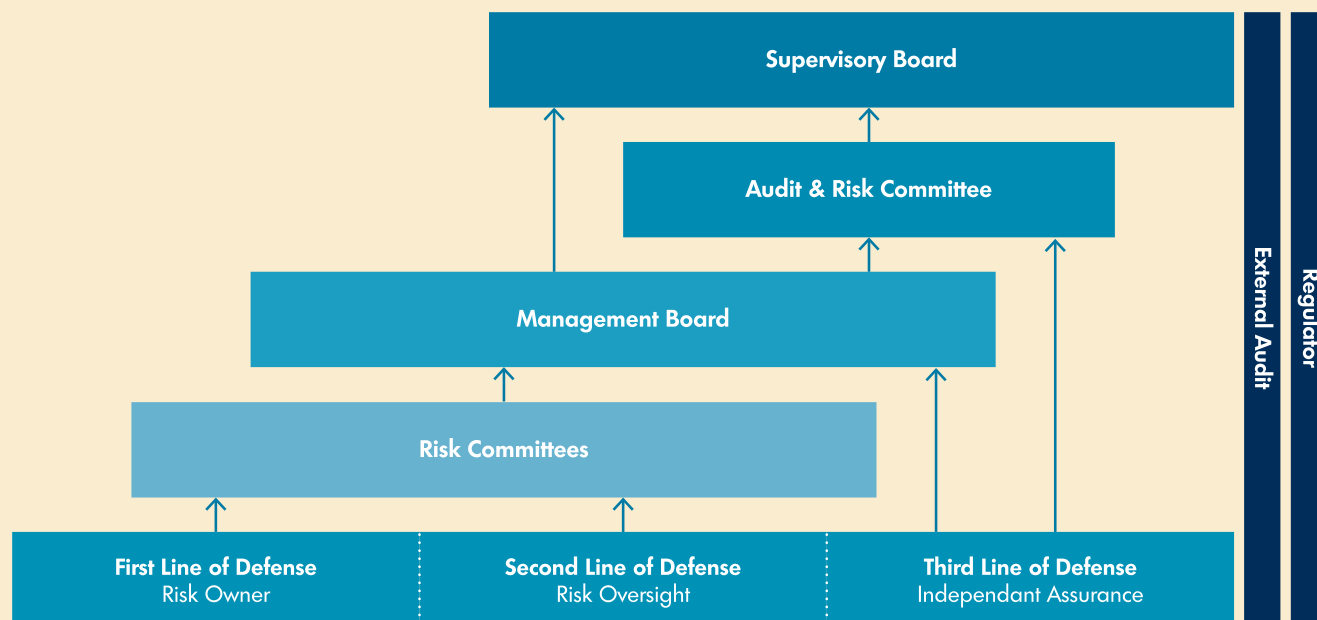 Supervisory Board
Audit & Risk Committee
Management Board
Risk Committees
First Line of Defense
Risk Owner
Second Line of Defense
Risk Oversight
Third Line of Defense
Independant Assurance
External Audit
Regulator